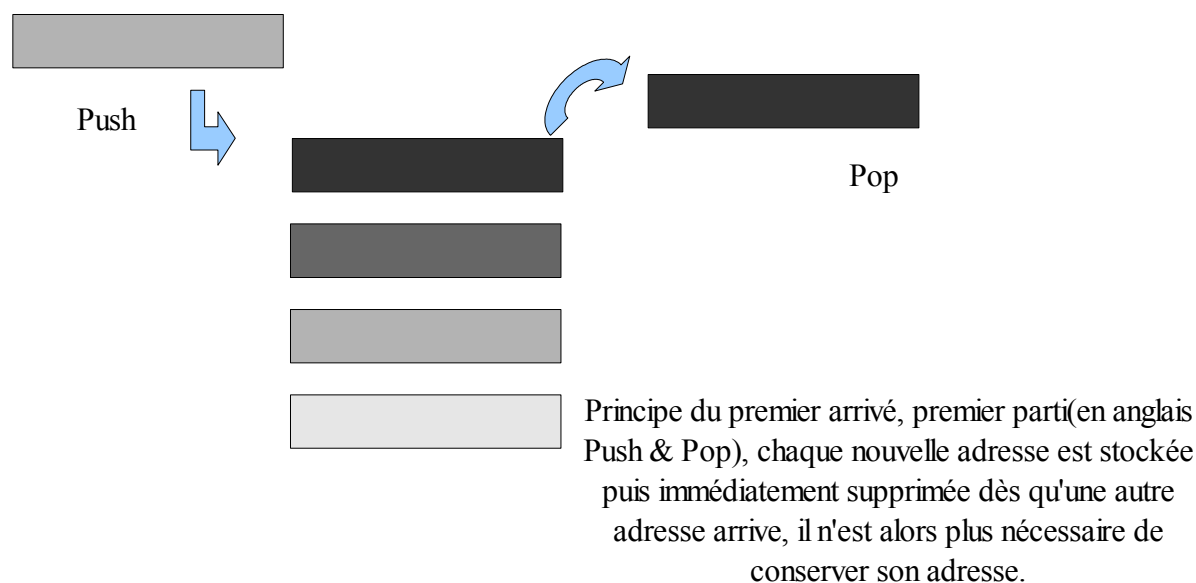 Push
Pop
Principe du premier arrivé, premier parti(en anglais
Push & Pop), chaque nouvelle adresse est stockée
puis immédiatement supprimée dès qu'une autre
adresse arrive, il n'est alors plus nécessaire de
conserver son adresse.